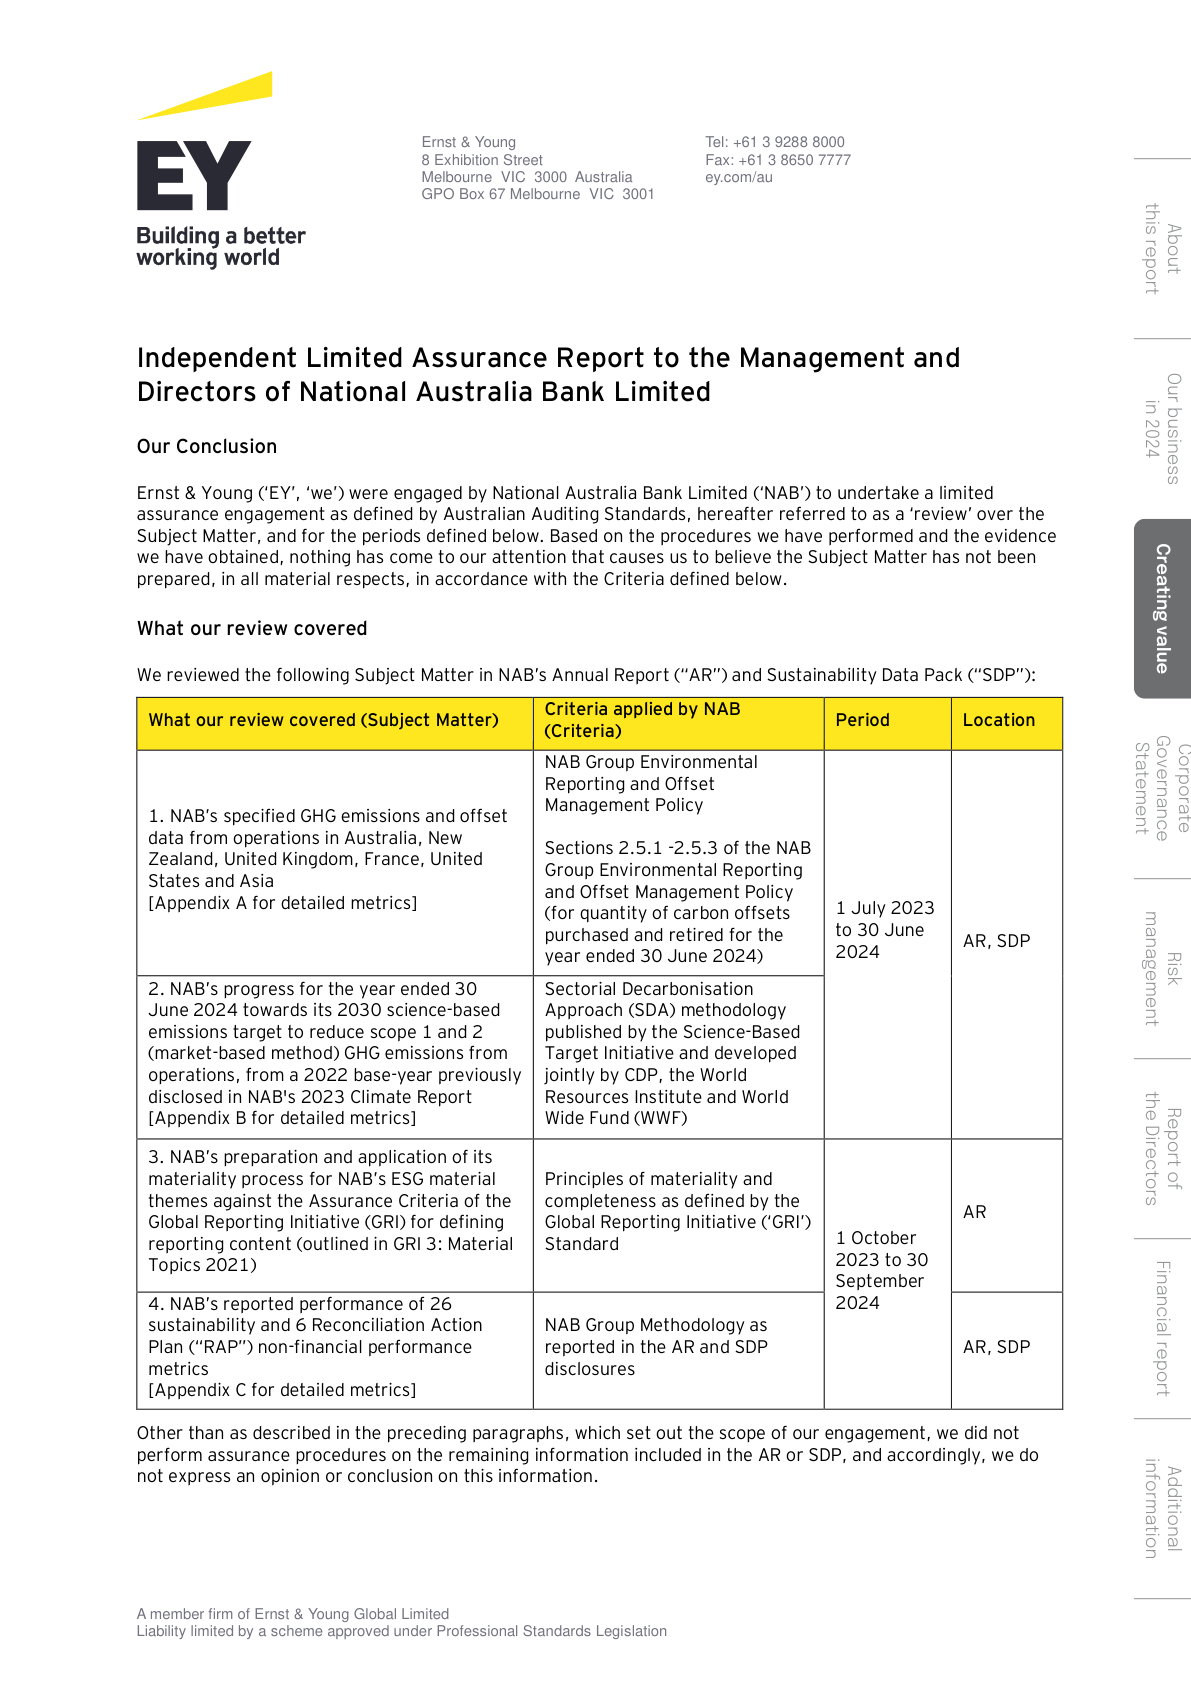 EY
Building a better
working world
Ernst & Young
8 Exhibition Street
Melbourne VIC 3000 Australia
GPO Box 67 Melbourne VIC 3001
Tel: +61 3 9288 8000
Fax: +61 3 8650 7777
ey.com/au
Independent Limited Assurance Report to the Management and
Directors of National Australia Bank Limited
Our Conclusion
Ernst & Young (‘EY’, ‘we’) were engaged by National Australia Bank Limited (‘NAB’) to undertake a limited
assurance engagement as defined by Australian Auditing Standards, hereafter referred to as a ‘review’ over the
Subject Matter, and for the periods defined below. Based on the procedures we have performed and the evidence
we have obtained, nothing has come to our attention that causes us to believe the Subject Matter has not been
prepared, in all material respects, in accordance with the Criteria defined below.
What our review covered
We reviewed the following Subject Matter in NAB’s Annual Report (“AR”) and Sustainability Data Pack (“SDP”):
What our review covered (Subject Matter)
Criteria applied by NAB
(Criteria)
Period
Location
1. NAB’s specified GHG emissions and offset
data from operations in Australia, New
Zealand, United Kingdom, France, United
States and Asia
[Appendix A for detailed metrics]
NAB Group Environmental
Reporting and Offset
Management Policy
Sections 2.5.1 -2.5.3 of the NAB
Group Environmental Reporting
and Offset Management Policy
(for quantity of carbon offsets
purchased and retired for the
year ended 30 June 2024)
1 July 2023
to 30 June
2024
AR, SDP
2. NAB’s progress for the year ended 30
June 2024 towards its 2030 science-based
emissions target to reduce scope 1 and 2
(market-based method) GHG emissions from
operations, from a 2022 base-year previously
disclosed in NAB's 2023 Climate Report
[Appendix B for detailed metrics]
Sectorial Decarbonisation
Approach (SDA) methodology
published by the Science-Based
Target Initiative and developed
jointly by CDP, the World
Resources Institute and World
Wide Fund (WWF)
3. NAB’s preparation and application of its
materiality process for NAB’s ESG material
themes against the Assurance Criteria of the
Global Reporting Initiative (GRI) for defining
reporting content (outlined in GRI 3: Material
Topics 2021)
Principles of materiality and
completeness as defined by the
Global Reporting Initiative (‘GRI’)
Standard
1 October
2023 to 30
September
2024
AR
4. NAB’s reported performance of 26
sustainability and 6 Reconciliation Action
Plan (“RAP”) non-financial performance
metrics
[Appendix C for detailed metrics]
NAB Group Methodology as
reported in the AR and SDP
disclosures
AR, SDP
Other than as described in the preceding paragraphs, which set out the scope of our engagement, we did not
perform assurance procedures on the remaining information included in the AR or SDP, and accordingly, we do
not express an opinion or conclusion on this information.
A member firm of Ernst & Young Global Limited
Liability limited by a scheme approved under Professional Standards Legislation
About
this report
Our business
in 2024
Creating value
Corporate
Governance
Statement
Risk
management
Report of
the Directors
Financial report
Additional
information